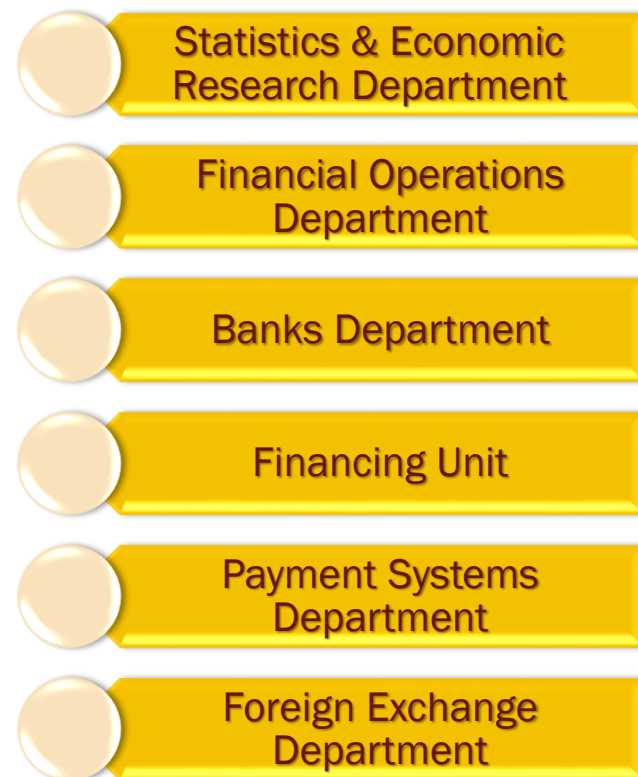 Statistics & Economic
Research Department
Financial Operations
Department
Banks Department
Financing Unit
Payment Systems
Department
Foreign Exchange
Department